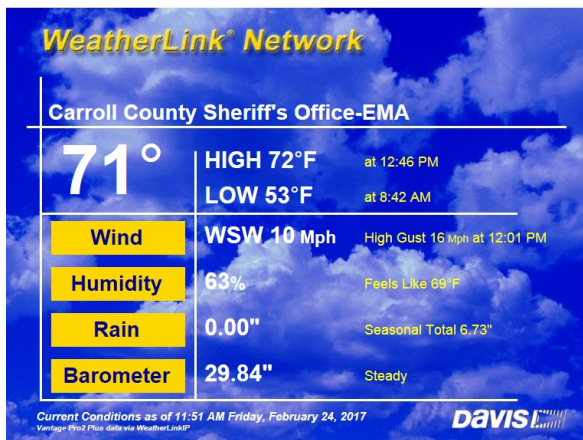 WeatherLink® Network
Carroll County Sheriff's Office-EMA
71°
HIGH 72°F at 12:46 PM
LOW 53°F at 8:42 AM
Wind WSW 10 Mph High Gust 16 Mph at 12:01 PM
Humidity 63% Feels Like 69°F
Rain 0.00" Seasonal Total 6.73"
Barometer 29.84" Steady
Current Conditions as of 11:51 AM Friday, February 24, 2017
Vantage Pro2 Plus data via WeatherLinkIP
DAVIS